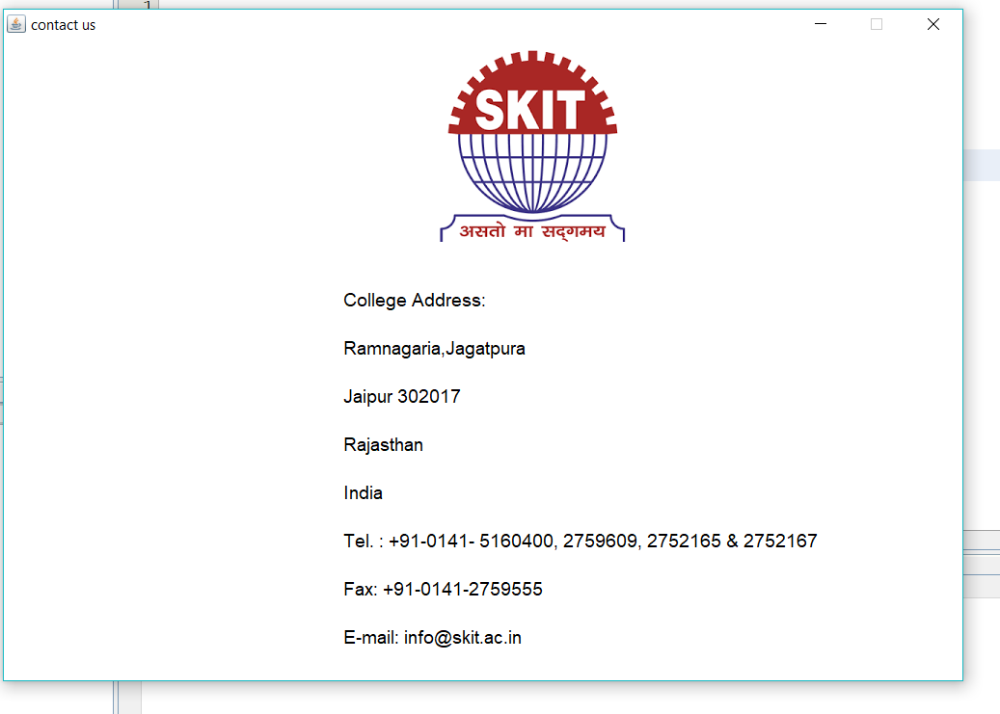 1
contact us
SKIT
असतो मा सद्गमय
College Address:
Ramnagaria,Jagatpura
Jaipur 302017
Rajasthan
India
Tel. : +91-0141- 5160400, 2759609, 2752165 & 2752167
Fax: +91-0141-2759555
E-mail: info@skit.ac.in